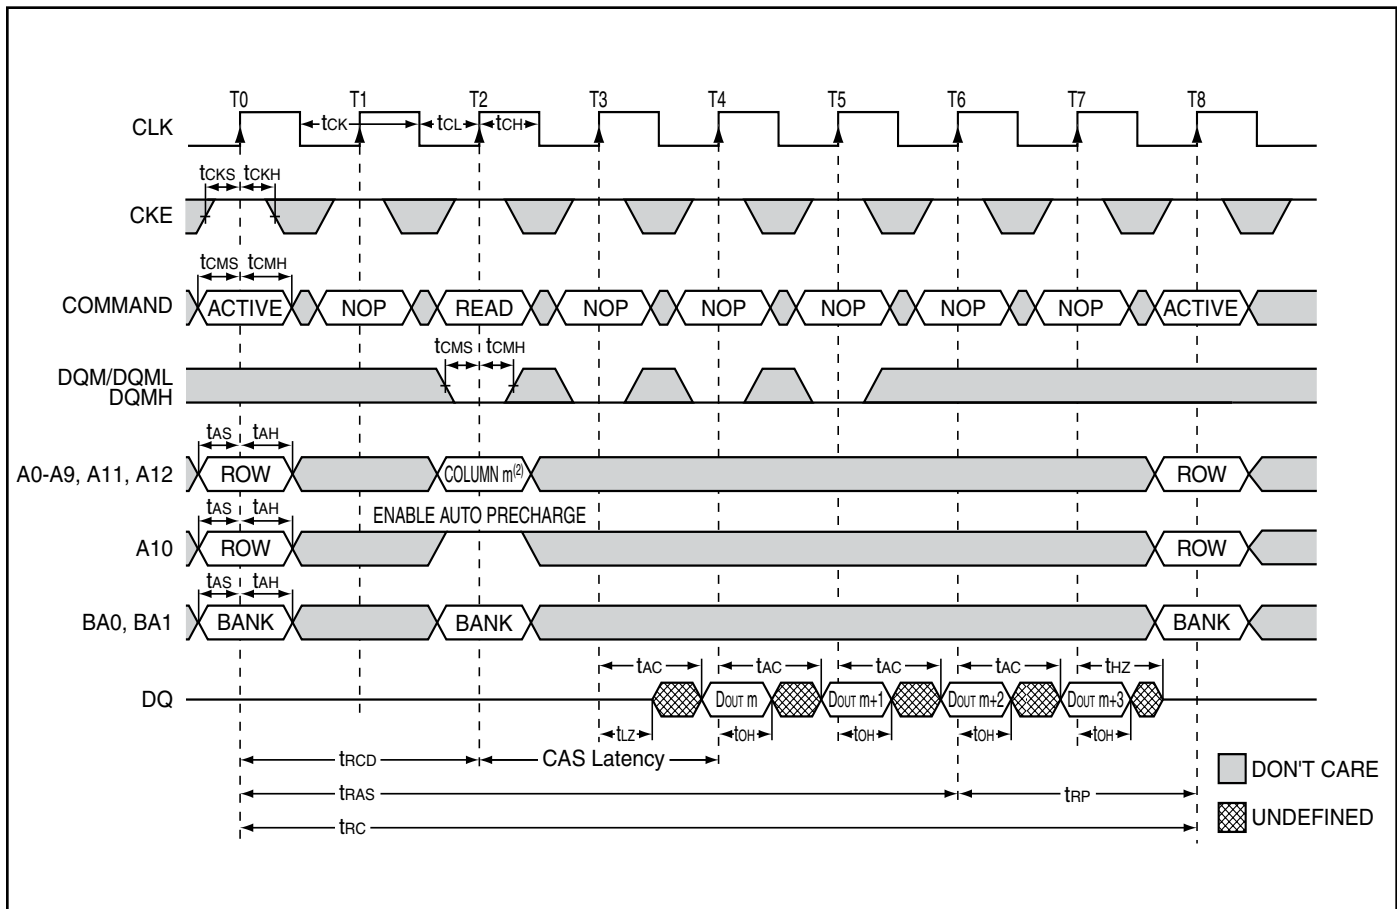 T0 T1 T2 T3 T4 T5 T6 T7 T8
CLK
tCK tCL tCH
tCKS tCKH
CKE
tCMS tCMH
COMMAND ACTIVE NOP READ NOP NOP NOP NOP NOP ACTIVE
tCMS tCMH
DQM/DQML
DQMH
tAS tAH
A0-A9, A11, A12 ROW COLUMN m(2) ROW
tAS tAH ENABLE AUTO PRECHARGE
A10 ROW ROW
tAS tAH
BA0, BA1 BANK BANK BANK
tAC tAC tAC tAC tHZ
DQ DOUT m DOUT m+1 DOUT m+2 DOUT m+3
tLZ tOH tOH tOH tOH
tRCD CAS Latency
DON'T CARE
tRAS tRP
UNDEFINED
tRC